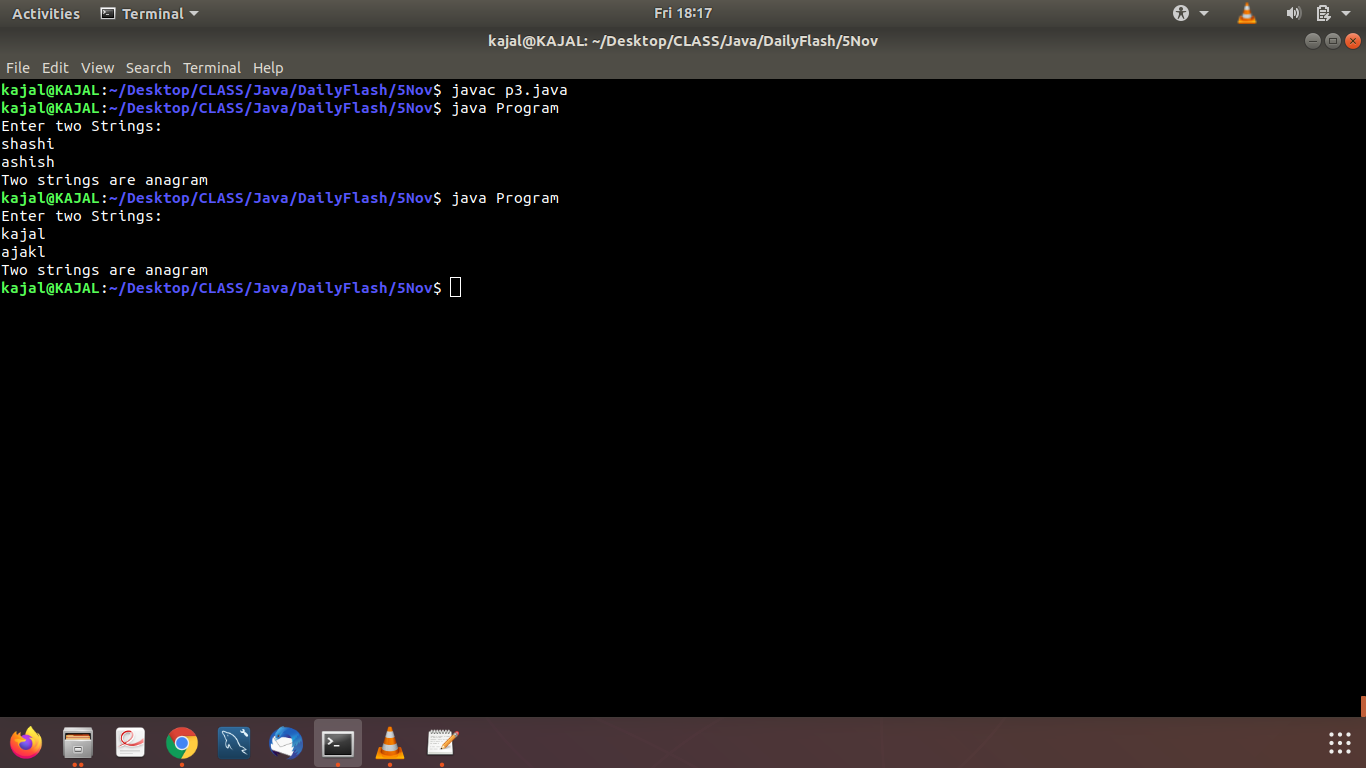 Activities Terminal Fri 18:17
kajal@KAJAL: ~/Desktop/CLASS/Java/DailyFlash/5Nov
File Edit View Search Terminal Help
kajal@KAJAL:~/Desktop/CLASS/Java/DailyFlash/5Nov$ javac p3.java
kajal@KAJAL:~/Desktop/CLASS/Java/DailyFlash/5Nov$ java Program
Enter two Strings:
shashi
ashish
Two strings are anagram
kajal@KAJAL:~/Desktop/CLASS/Java/DailyFlash/5Nov$ java Program
Enter two Strings:
kajal
ajakl
Two strings are anagram
kajal@KAJAL:~/Desktop/CLASS/Java/DailyFlash/5Nov$